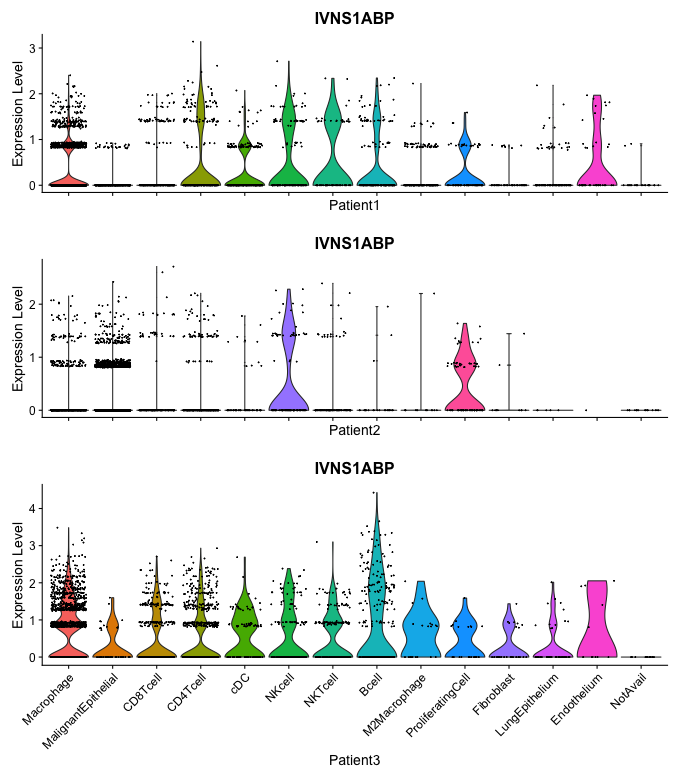 IVNS1ABP
Expression Level
3
2
1
0
Patient1
IVNS1ABP
Expression Level
2
1
0
Patient2
IVNS1ABP
Expression Level
4
3
2
1
0
Macrophage
MalignantEpithelial
CD8Tcell
CD4Tcell
cDC
NKcell
NKTcell
Bcell
M2Macrophage
ProliferatingCell
Fibroblast
LungEpithelium
Endothelium
NotAvail
Patient3